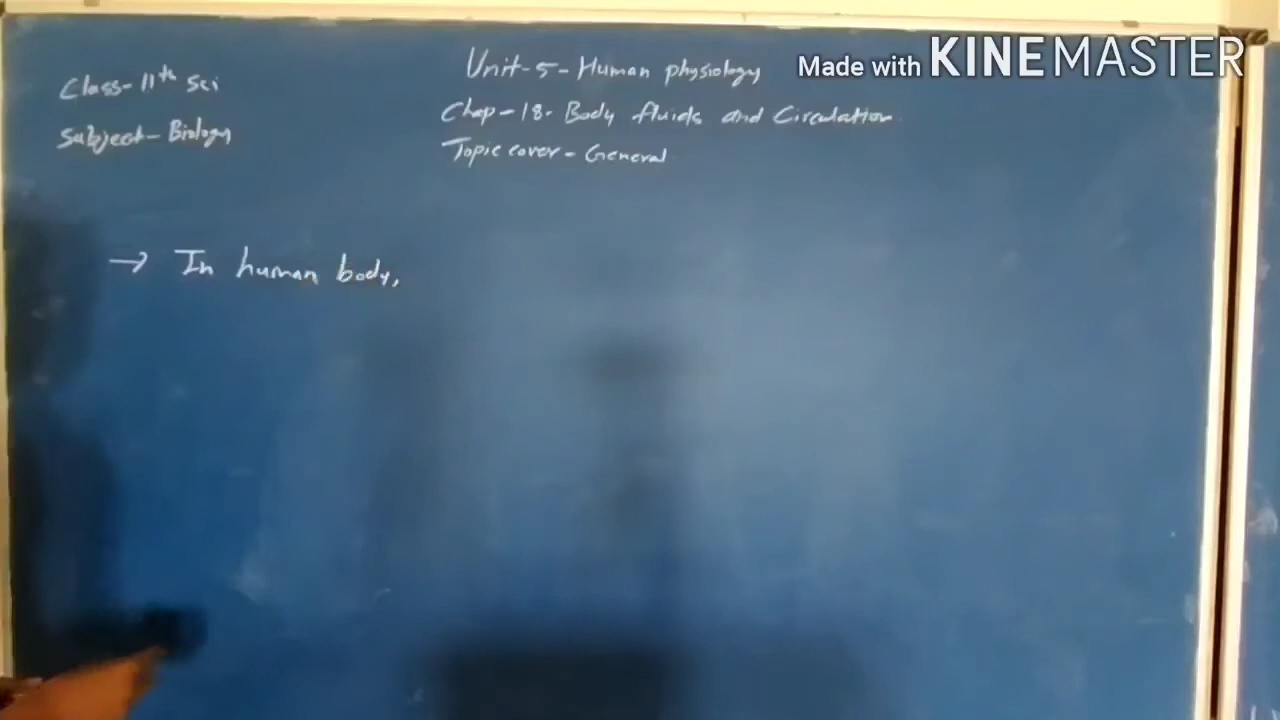 Made with KINEMASTER
Class-11th Sci
Subject-Biology
Unit-5-Human physiology
Chap-18. Body fluids and Circulation
Topic cover-General
→ In human body,